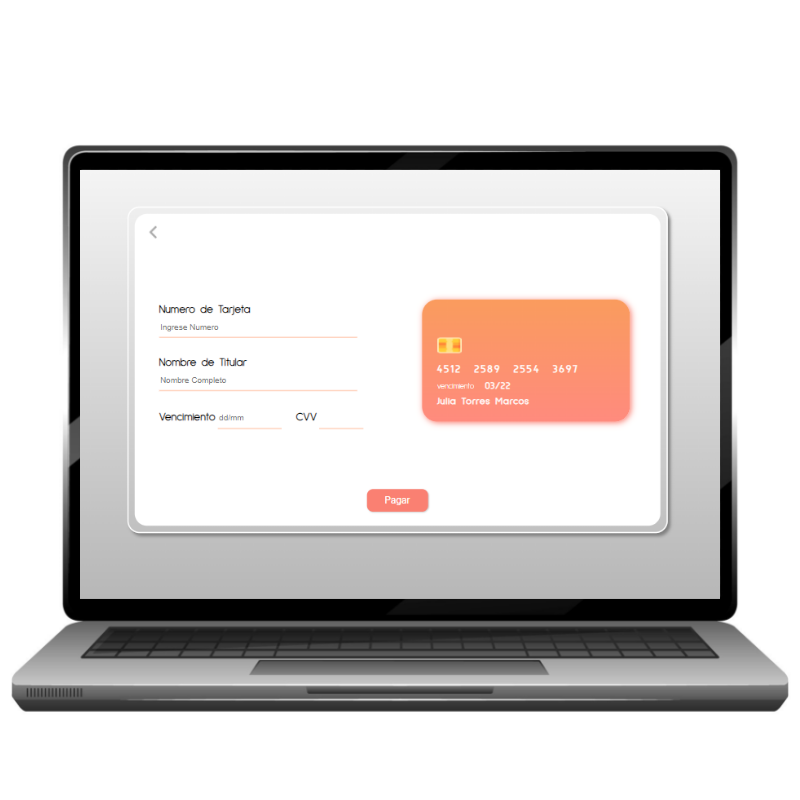 Numero de Tarjeta
Ingrese Numero
Nombre de Titular
Nombre Completo
Vencimiento dd/mm CVV
4512 2589 2554 3697
vencimiento 03/22
Julia Torres Marcos
Pagar